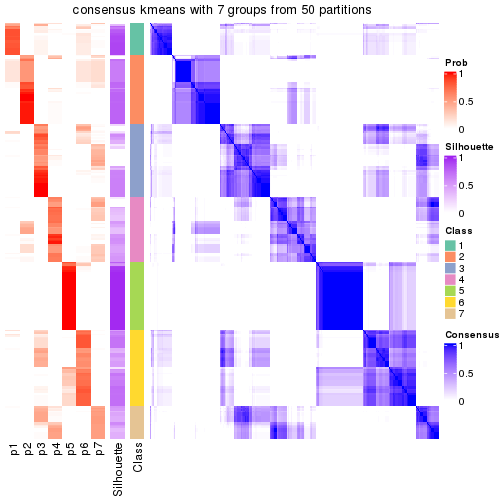 consensus kmeans with 7 groups from 50 partitions
Prob
1
0.5
0
Silhouette
1
0.5
0
Class
1
2
3
4
5
6
7
Consensus
1
0.5
0
p1
p2
p3
p4
p5
p6
p7
Silhouette
Class